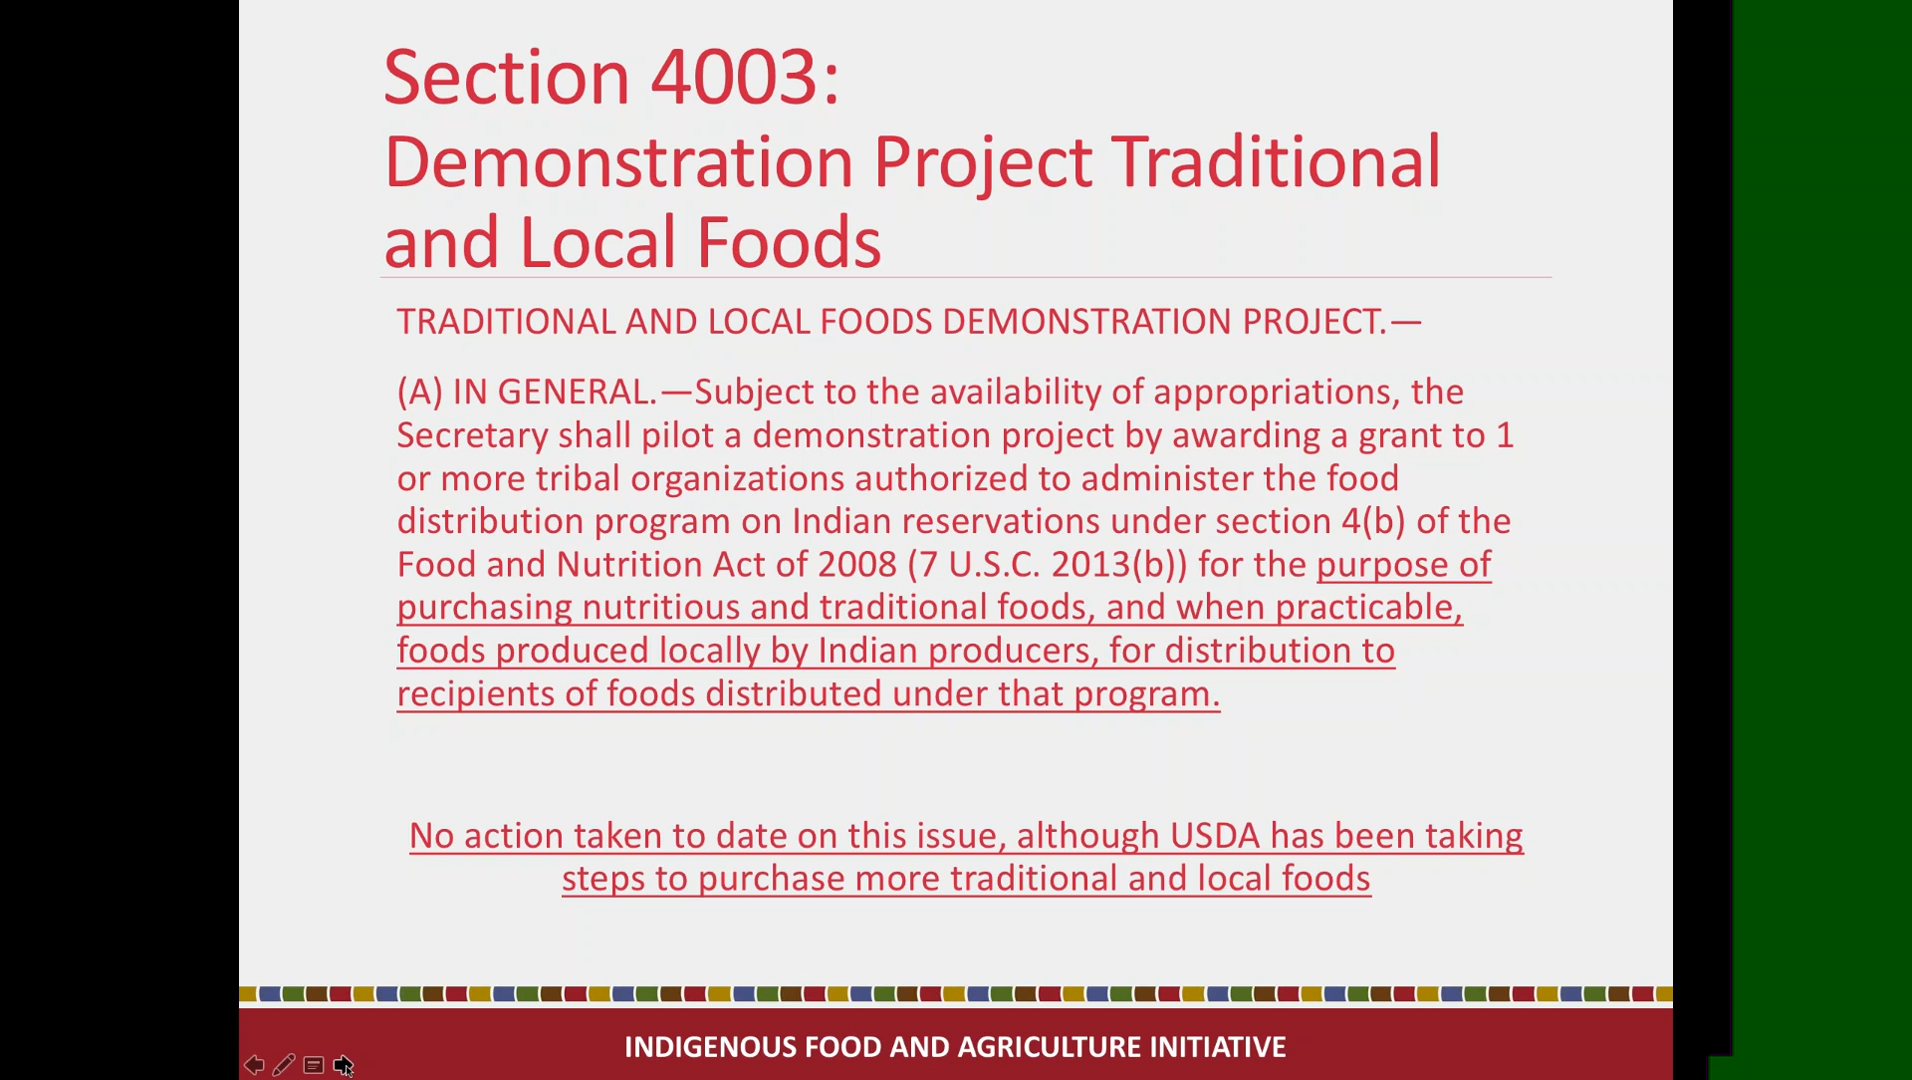 Section 4003:
Demonstration Project Traditional
and Local Foods
TRADITIONAL AND LOCAL FOODS DEMONSTRATION PROJECT.—
(A) IN GENERAL.—Subject to the availability of appropriations, the
Secretary shall pilot a demonstration project by awarding a grant to 1
or more tribal organizations authorized to administer the food
distribution program on Indian reservations under section 4(b) of the
Food and Nutrition Act of 2008 (7 U.S.C. 2013(b)) for the purpose of
purchasing nutritious and traditional foods, and when practicable,
foods produced locally by Indian producers, for distribution to
recipients of foods distributed under that program.
No action taken to date on this issue, although USDA has been taking
steps to purchase more traditional and local foods
INDIGENOUS FOOD AND AGRICULTURE INITIATIVE